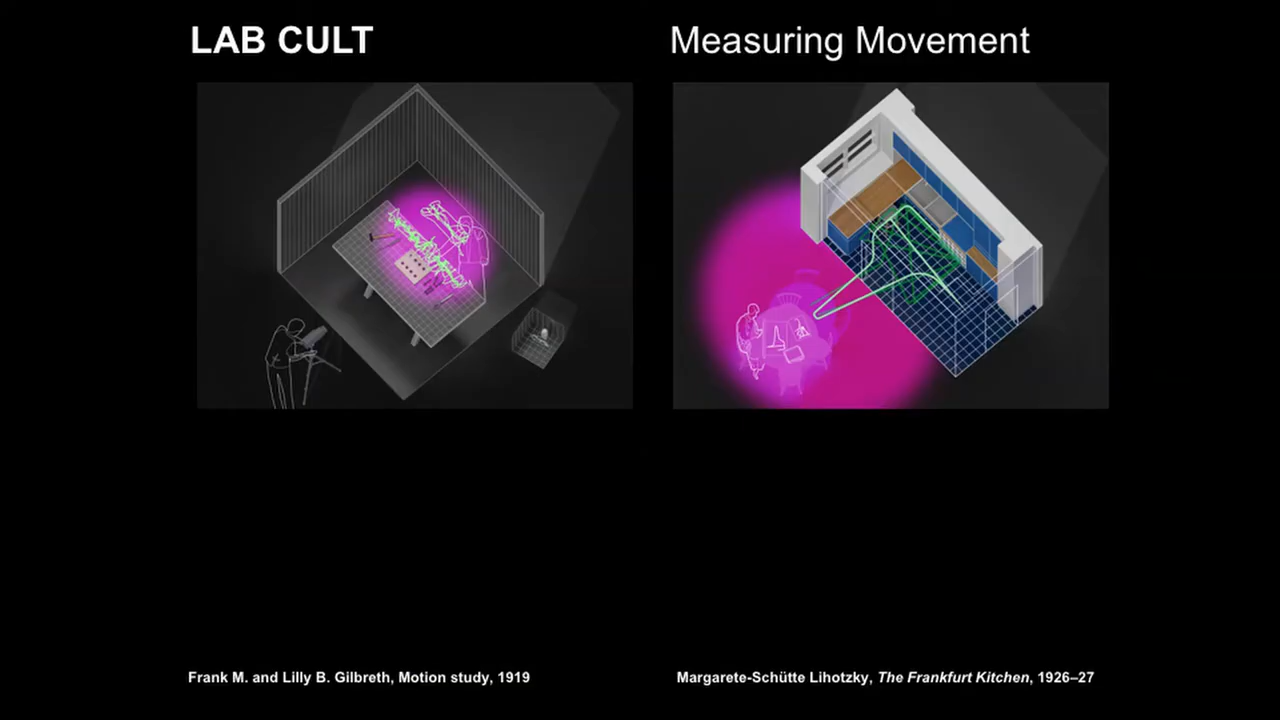 LAB CULT
Measuring Movement
Frank M. and Lilly B. Gilbreth, Motion study, 1919
Margarete-Schütte Lihotzky, The Frankfurt Kitchen, 1926–27